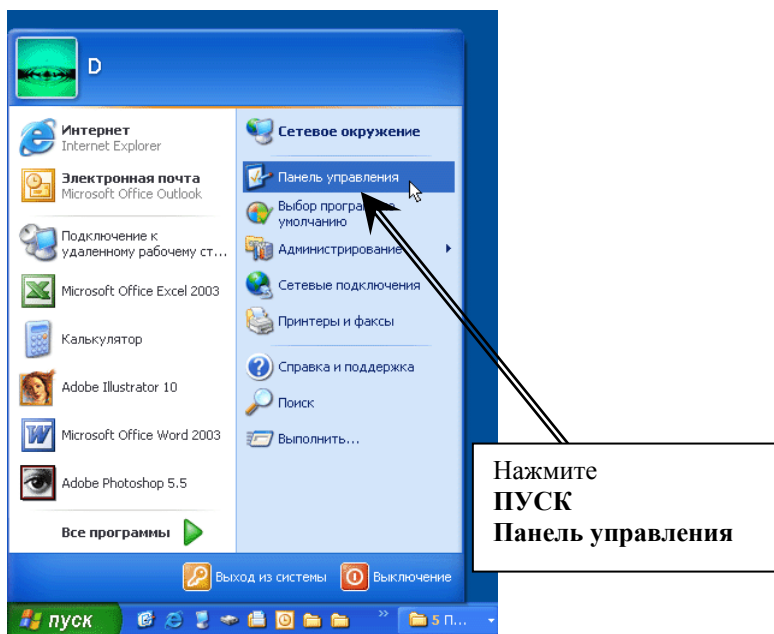 D
Интернет
Internet Explorer
Электронная почта
Microsoft Office Outlook
Подключение к
удаленному рабочему ст...
Microsoft Office Excel 2003
Калькулятор
Adobe Illustrator 10
Microsoft Office Word 2003
Adobe Photoshop 5.5
Все программы
Сетевое окружение
Панель управления
Выбор
умолчанию
Администрирование
Сетевые подключения
Принтеры и факсы
Справка и поддержка
Поиск
Выполнить...
Нажмите
ПУСК
Панель управления
Выход из системы
Выключение
пуск
»
5 П...